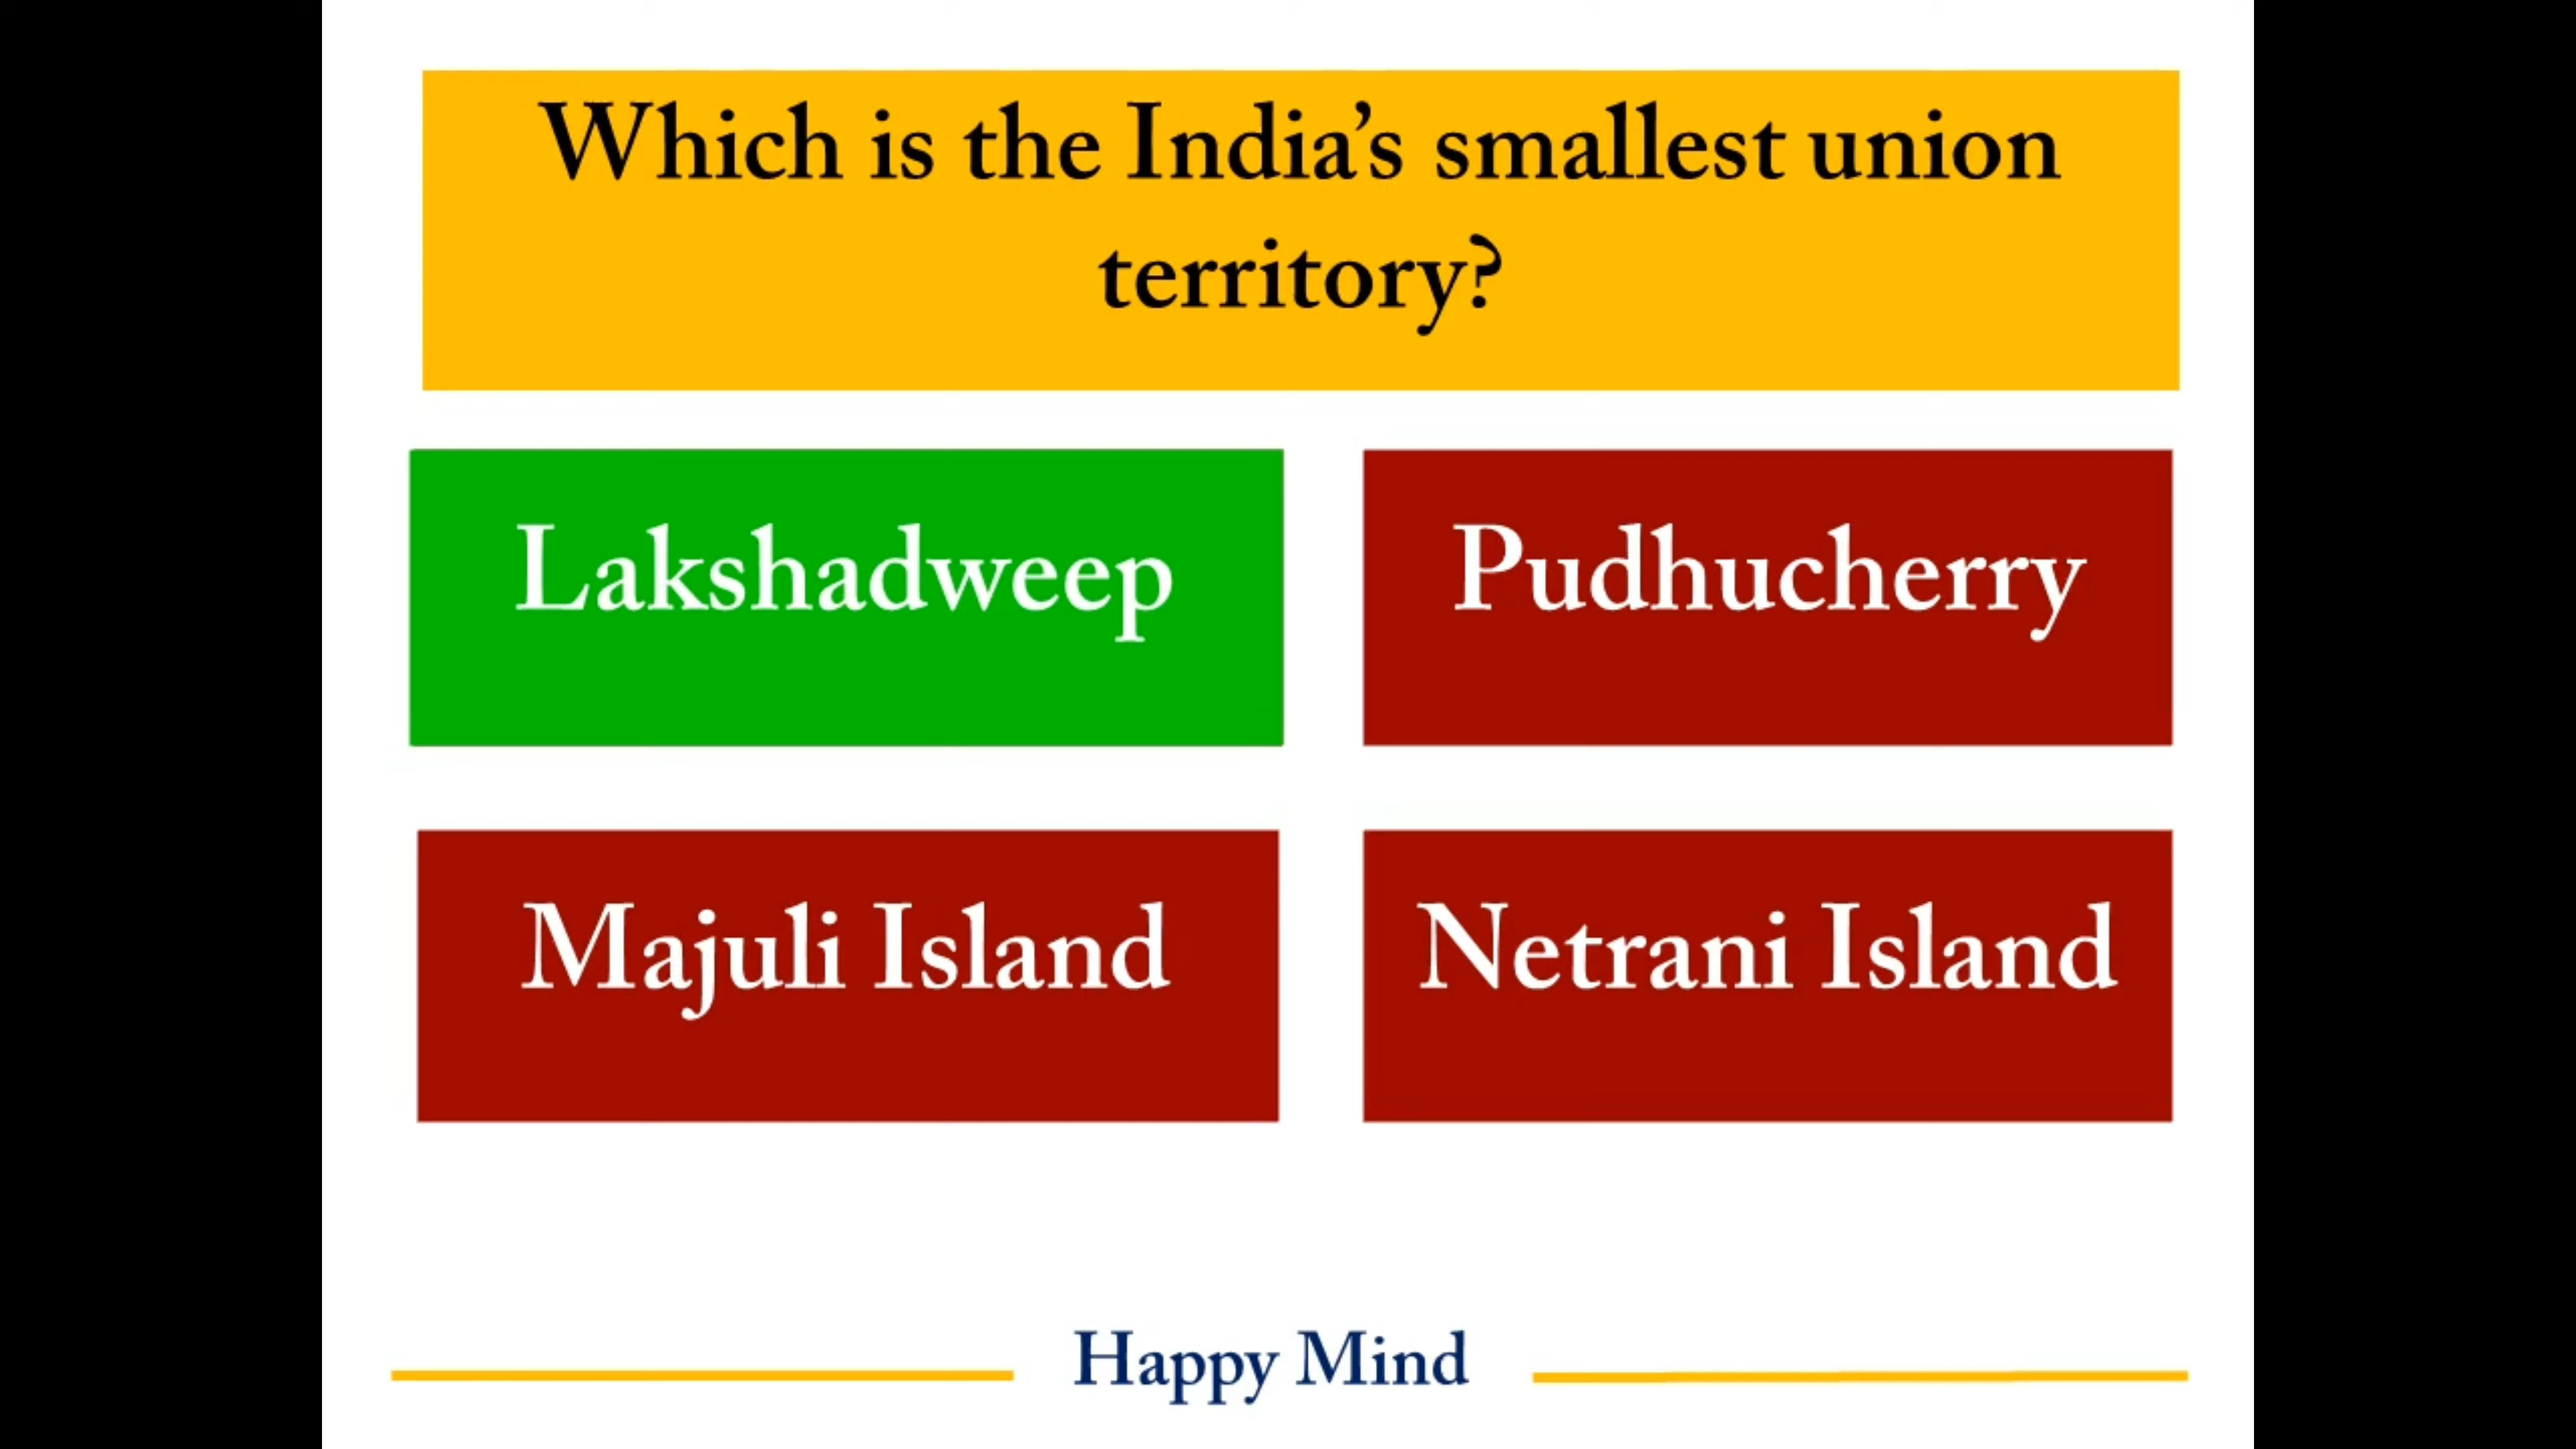 Which is the India’s smallest union
territory?
Lakshadweep
Pudhucherry
Majuli Island
Netrani Island
Happy Mind